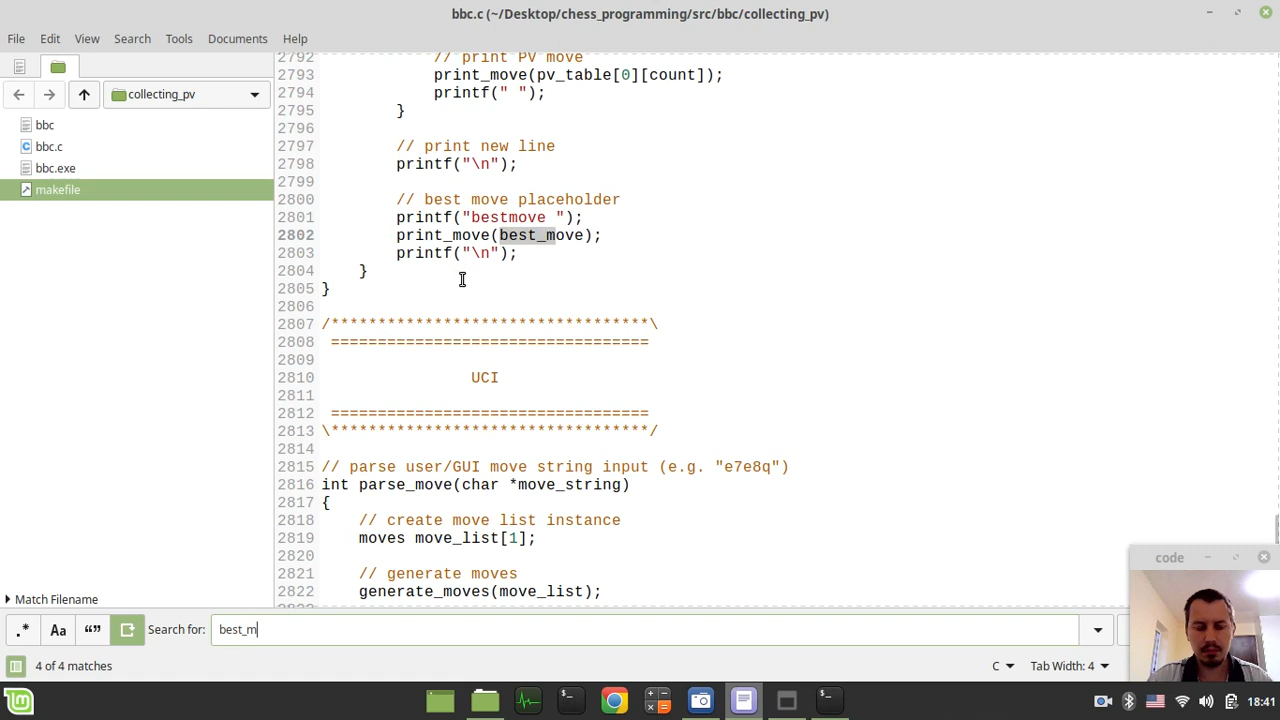 bbc.c (~/Desktop/chess_programming/src/bbc/collecting_pv)
File Edit View Search Tools Documents Help
collecting_pv
bbc
bbc.c
bbc.exe
makefile
Match Filename
2792 // print PV move
2793 print_move(pv_table[0][count]);
2794 printf(" ");
2795 }
2796
2797 // print new line
2798 printf("\n");
2799
2800 // best move placeholder
2801 printf("bestmove ");
2802 print_move(best_move);
2803 printf("\n");
2804 }
2805 }
2806
2807 /**********************************\
2808 ==================================
2809
2810 UCI
2811
2812 ==================================
2813 \**********************************/
2814
2815 // parse user/GUI move string input (e.g. "e7e8q")
2816 int parse_move(char *move_string)
2817 {
2818 // create move list instance
2819 moves move_list[1];
2820
2821 // generate moves
2822 generate_moves(move_list);
code
.* Aa “” Search for: best_m
4 of 4 matches C Tab Width: 4
18:41